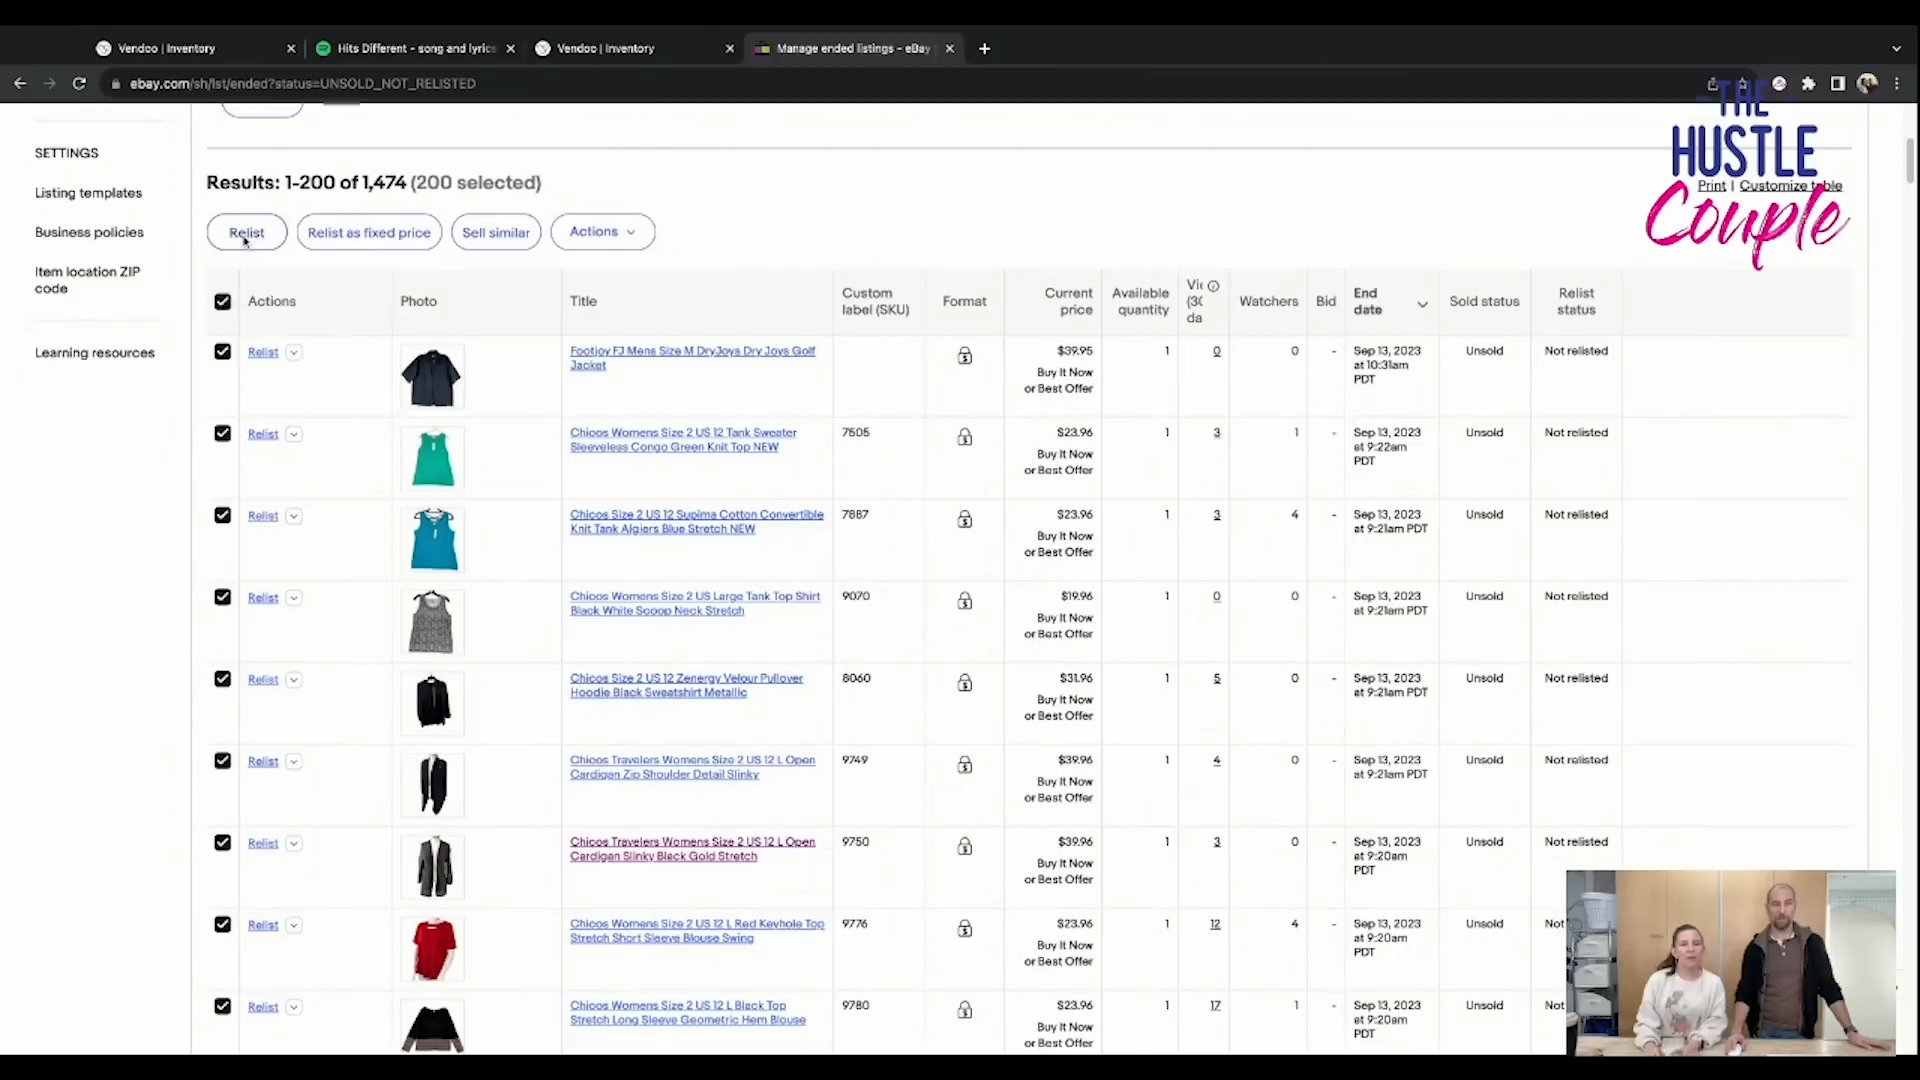 Vendoo | Inventory
Hits Different - song and lyrics
Vendoo | Inventory
Manage ended listings - eBay
ebay.com/sh/lst/ended?status=UNSOLD_NOT_RELISTED
THE
HUSTLE
Couple
SETTINGS
Listing templates
Business policies
Item location ZIP
code
Learning resources
Results: 1-200 of 1,474 (200 selected)
Print | Customize table
Relist
Relist as fixed price
Sell similar
Actions
Actions
Photo
Title
Custom
label (SKU)
Format
Current
price
Available
quantity
Vi
(3(
da
Watchers
Bid
End
date
Sold status
Relist
status
Relist
Footjoy FJ Mens Size M DryJoys Dry Joys Golf
Jacket
$39.95
Buy It Now
or Best Offer
1
0
0
-
Sep 13, 2023
at 10:31am
PDT
Unsold
Not relisted
Relist
Chicos Womens Size 2 US 12 Tank Sweater
Sleeveless Congo Green Knit Top NEW
7505
$23.96
Buy It Now
or Best Offer
1
3
1
-
Sep 13, 2023
at 9:22am
PDT
Unsold
Not relisted
Relist
Chicos Size 2 US 12 Supima Cotton Convertible
Knit Tank Algiers Blue Stretch NEW
7887
$23.96
Buy It Now
or Best Offer
1
3
4
-
Sep 13, 2023
at 9:21am PDT
Unsold
Not relisted
Relist
Chicos Womens Size 2 US Large Tank Top Shirt
Black White Scoop Neck Stretch
9070
$19.96
Buy It Now
or Best Offer
1
0
0
-
Sep 13, 2023
at 9:21am PDT
Unsold
Not relisted
Relist
Chicos Size 2 US 12 Zenergy Velour Pullover
Hoodie Black Sweatshirt Metallic
8060
$31.96
Buy It Now
or Best Offer
1
5
0
-
Sep 13, 2023
at 9:21am PDT
Unsold
Not relisted
Relist
Chicos Travelers Womens Size 2 US 12 L Open
Cardigan Zip Shoulder Detail Slinky
9749
$39.96
Buy It Now
or Best Offer
1
4
0
-
Sep 13, 2023
at 9:21am PDT
Unsold
Not relisted
Relist
Chicos Travelers Womens Size 2 US 12 L Open
Cardigan Slinky Black Gold Stretch
9750
$39.96
Buy It Now
or Best Offer
1
3
0
-
Sep 13, 2023
at 9:20am
PDT
Unsold
Not relisted
Relist
Chicos Womens Size 2 US 12 L Red Keyhole Top
Stretch Short Sleeve Blouse Swing
9776
$23.96
Buy It Now
or Best Offer
1
12
4
-
Sep 13, 2023
at 9:20am
PDT
Unsold
Not
Relist
Chicos Womens Size 2 US 12 L Black Top
Stretch Long Sleeve Geometric Hem Blouse
9780
$23.96
Buy It Now
or Best Offer
1
17
1
-
Sep 13, 2023
at 9:20am
PDT
Unsold
Not